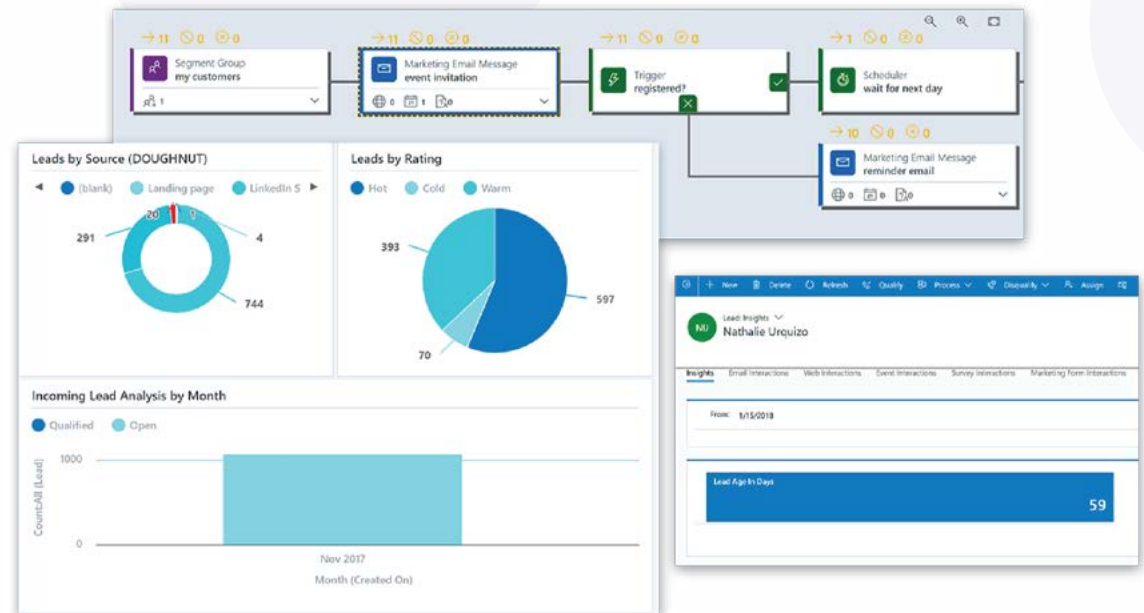 →11 0 0
Segment Group
my customers
1
→11 0 0
Marketing Email Message
event invitation
0 1 0
→11 0 0
Trigger
registered?
→1 0 0
Scheduler
wait for next day
→10 0 0
Marketing Email Message
reminder email
0 0 0
Leads by Source (DOUGHNUT)
(blank) Landing page LinkedIn S
20 1
291
4
744
Leads by Rating
Hot Cold Warm
393
597
70
Incoming Lead Analysis by Month
Qualified Open
Count:All (Lead)
1000
0
Nov 2017
Month (Created On)
+ New Delete Refresh Qualify Process Disqualify Assign
NU
Lead: Insights
Nathalie Urquizo
Insights Email Interactions Web Interactions Event Interactions Survey Interactions Marketing Form Interactions
From: 1/15/2018
Lead Age In Days
59